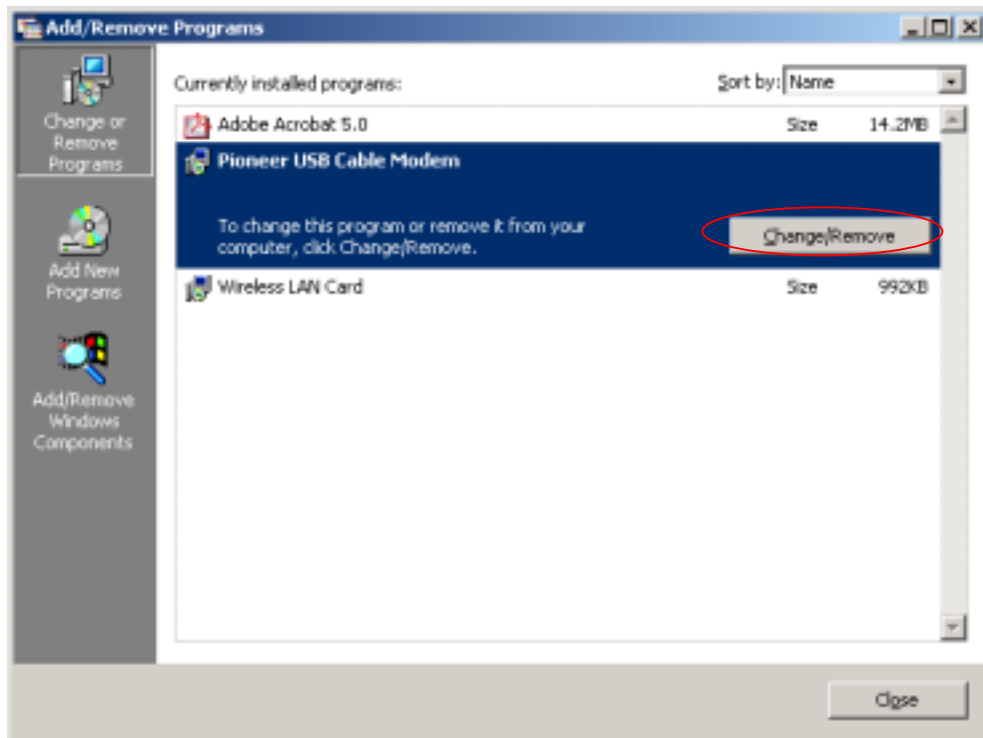 Add/Remove Programs
Change or
Remove
Programs
Add New
Programs
Add/Remove
Windows
Components
Currently installed programs:
Sort by: Name
Adobe Acrobat 5.0 Size 14.2MB
Pioneer USB Cable Modem
To change this program or remove it from your
computer, click Change/Remove.
Change/Remove
Wireless LAN Card Size 992KB
Close